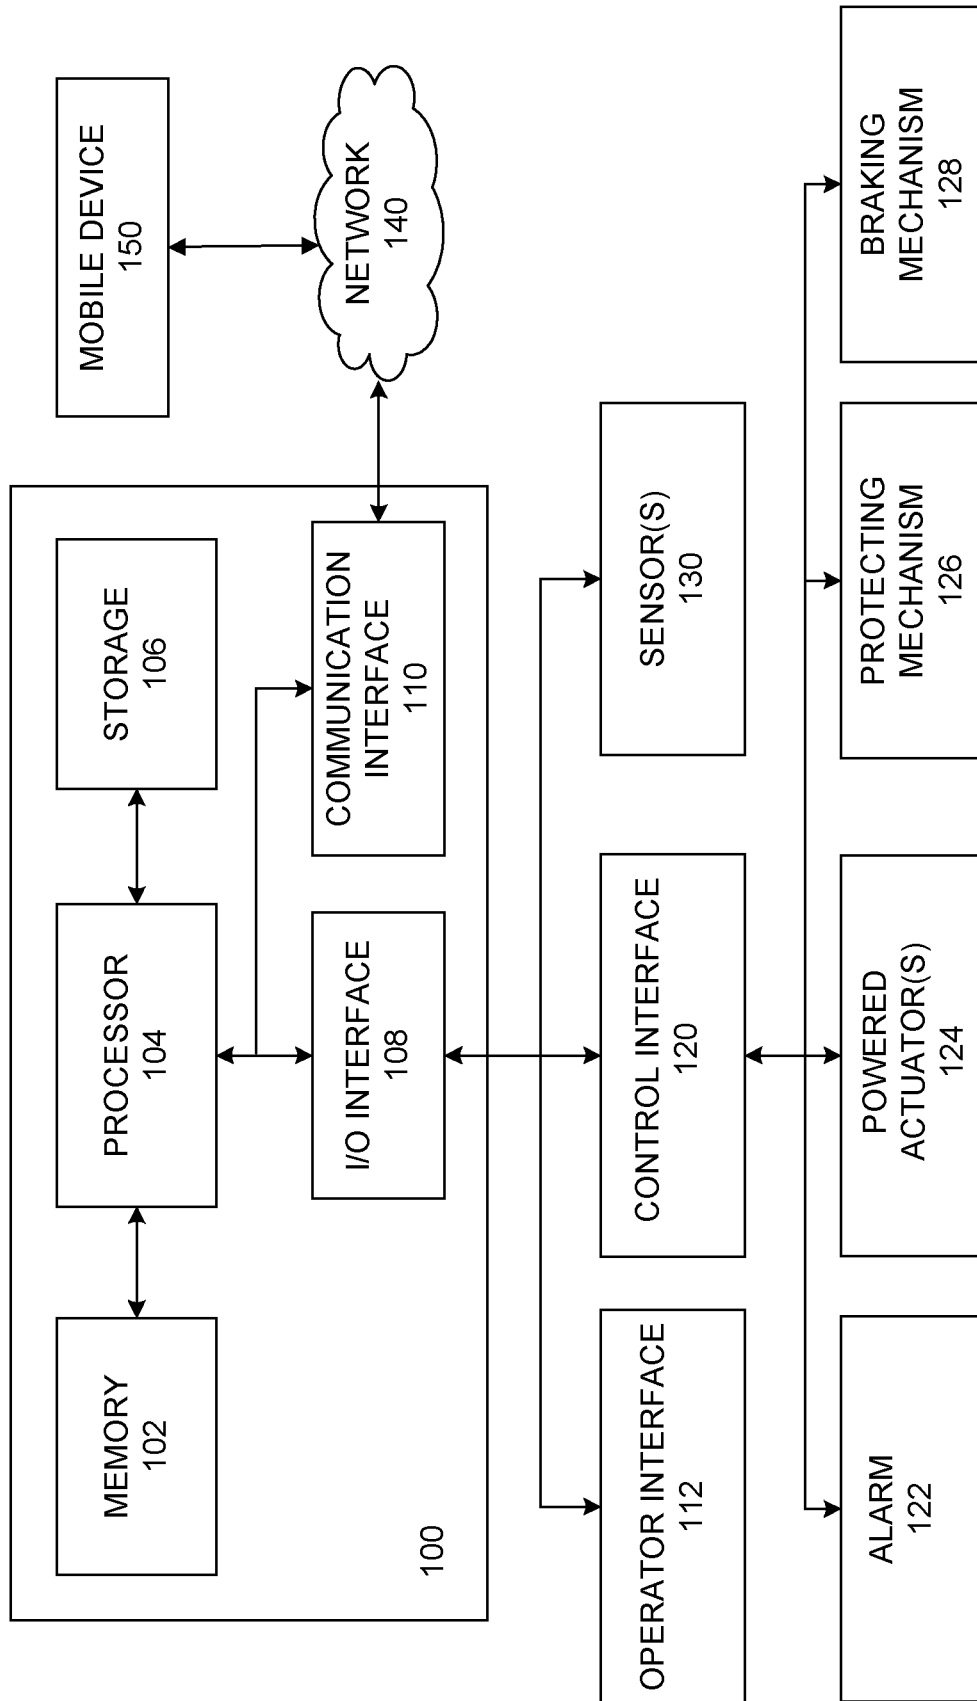 MEMORY
102
PROCESSOR
104
STORAGE
106
MOBILE DEVICE
150
100
I/O INTERFACE
108
COMMUNICATION
INTERFACE
110
NETWORK
140
OPERATOR INTERFACE
112
CONTROL INTERFACE
120
SENSOR(S)
130
ALARM
122
POWERED
ACTUATOR(S)
124
PROTECTING
MECHANISM
126
BRAKING
MECHANISM
128